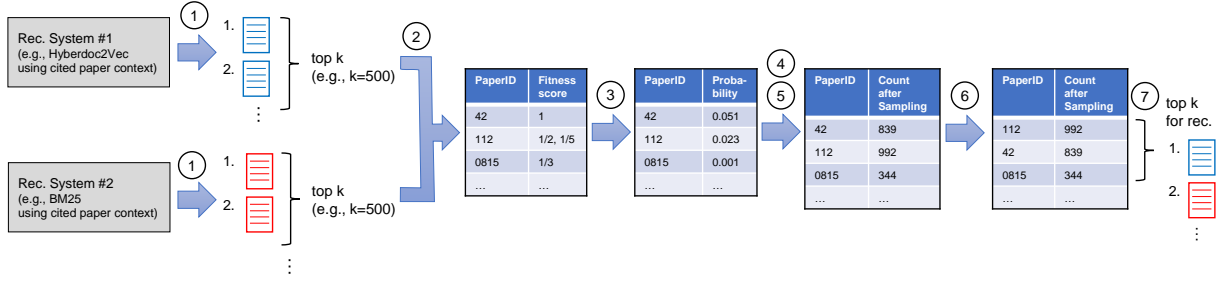 Rec. System #1
(e.g., Hyberdoc2Vec
using cited paper context)
1
1.
2.
⋮
top k
(e.g., k=500)
Rec. System #2
(e.g., BM25
using cited paper context)
1
1.
2.
⋮
top k
(e.g., k=500)
2
PaperID Fitness
score
42 1
112 1/2, 1/5
0815 1/3
… …
3
PaperID Proba-
bility
42 0.051
112 0.023
0815 0.001
… …
4
5
PaperID Count
after
Sampling
42 839
112 992
0815 344
… …
6
PaperID Count
after
Sampling
112 992
42 839
0815 344
… …
7
top k
for rec.
1.
2.
⋮